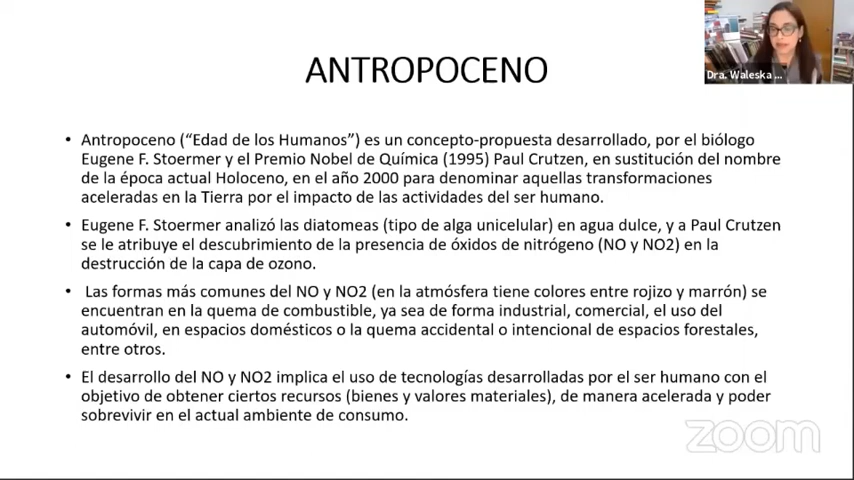 ANTROPOCENO
Dra. Waleska ...
• Antropoceno (“Edad de los Humanos”) es un concepto-propuesta desarrollado, por el biólogo
Eugene F. Stoermer y el Premio Nobel de Química (1995) Paul Crutzen, en sustitución del nombre
de la época actual Holoceno, en el año 2000 para denominar aquellas transformaciones
aceleradas en la Tierra por el impacto de las actividades del ser humano.
• Eugene F. Stoermer analizó las diatomeas (tipo de alga unicelular) en agua dulce, y a Paul Crutzen
se le atribuye el descubrimiento de la presencia de óxidos de nitrógeno (NO y NO2) en la
destrucción de la capa de ozono.
• Las formas más comunes del NO y NO2 (en la atmósfera tiene colores entre rojizo y marrón) se
encuentran en la quema de combustible, ya sea de forma industrial, comercial, el uso del
automóvil, en espacios domésticos o la quema accidental o intencional de espacios forestales,
entre otros.
• El desarrollo del NO y NO2 implica el uso de tecnologías desarrolladas por el ser humano con el
objetivo de obtener ciertos recursos (bienes y valores materiales), de manera acelerada y poder
sobrevivir en el actual ambiente de consumo.
zoom